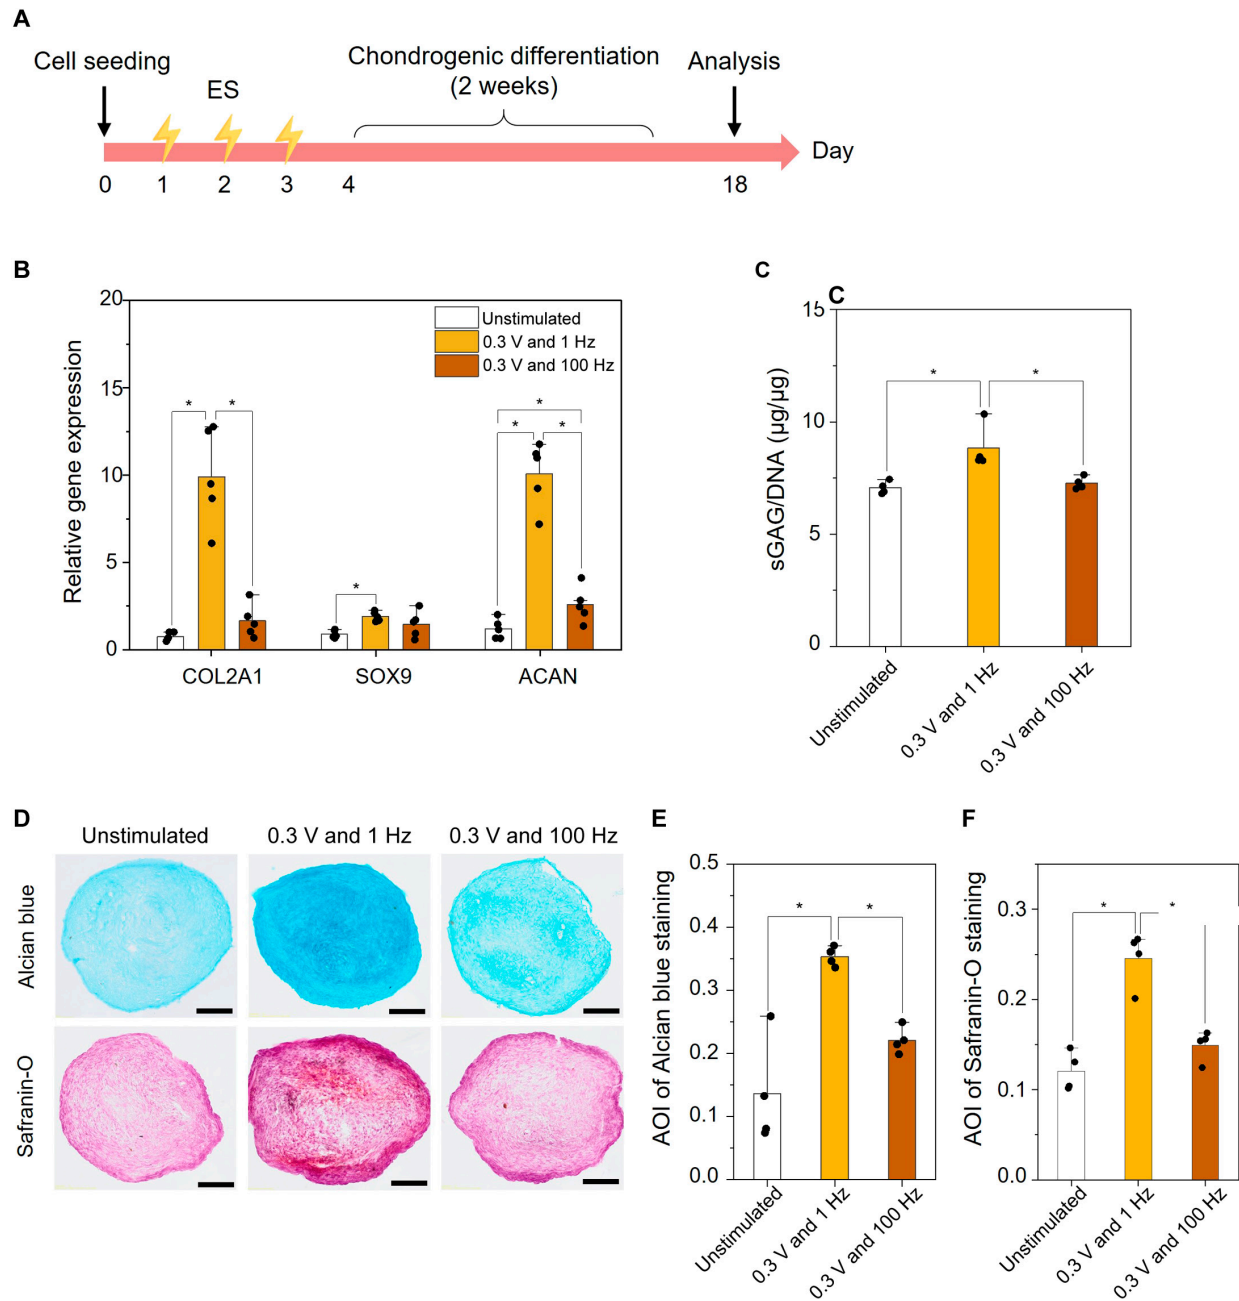 A
Cell seeding
ES
Chondrogenic differentiation
(2 weeks)
Analysis
Day
0 1 2 3 4 18
B
Relative gene expression
20
15
10
5
0
Unstimulated
0.3 V and 1 Hz
0.3 V and 100 Hz
* *
*
*
* *
COL2A1 SOX9 ACAN
C
C
sGAG/DNA (µg/µg)
15
10
5
0
* *
Unstimulated
0.3 V and 1 Hz
0.3 V and 100 Hz
D
Unstimulated 0.3 V and 1 Hz 0.3 V and 100 Hz
Alcian blue
Safranin-O
E
AOI of Alcian blue staining
0.5
0.4
0.3
0.2
0.1
0.0
* *
Unstimulated
0.3 V and 1 Hz
0.3 V and 100 Hz
F
AOI of Safranin-O staining
0.3
0.2
0.1
0.0
* *
Unstimulated
0.3 V and 1 Hz
0.3 V and 100 Hz